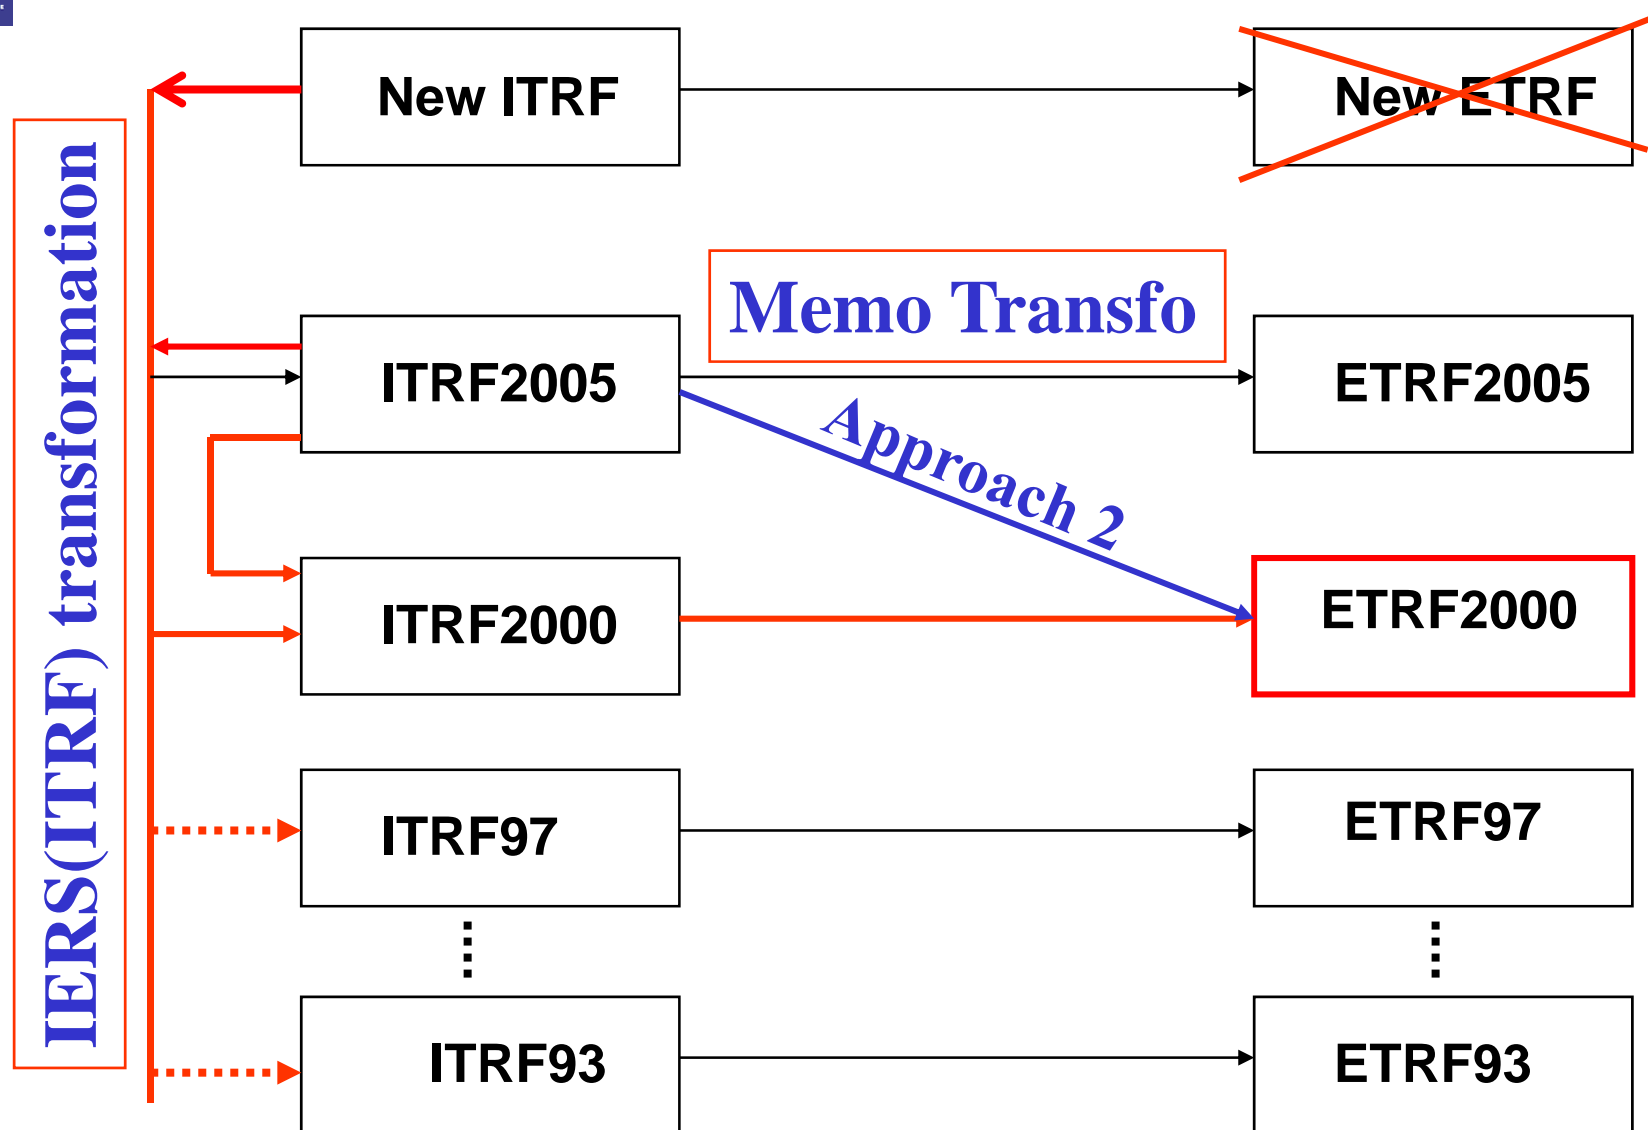 New ITRF
New ETRF
IERS(ITRF) transformation
Memo Transfo
ITRF2005
ETRF2005
Approach 2
ITRF2000
ETRF2000
ITRF97
ETRF97
ITRF93
ETRF93